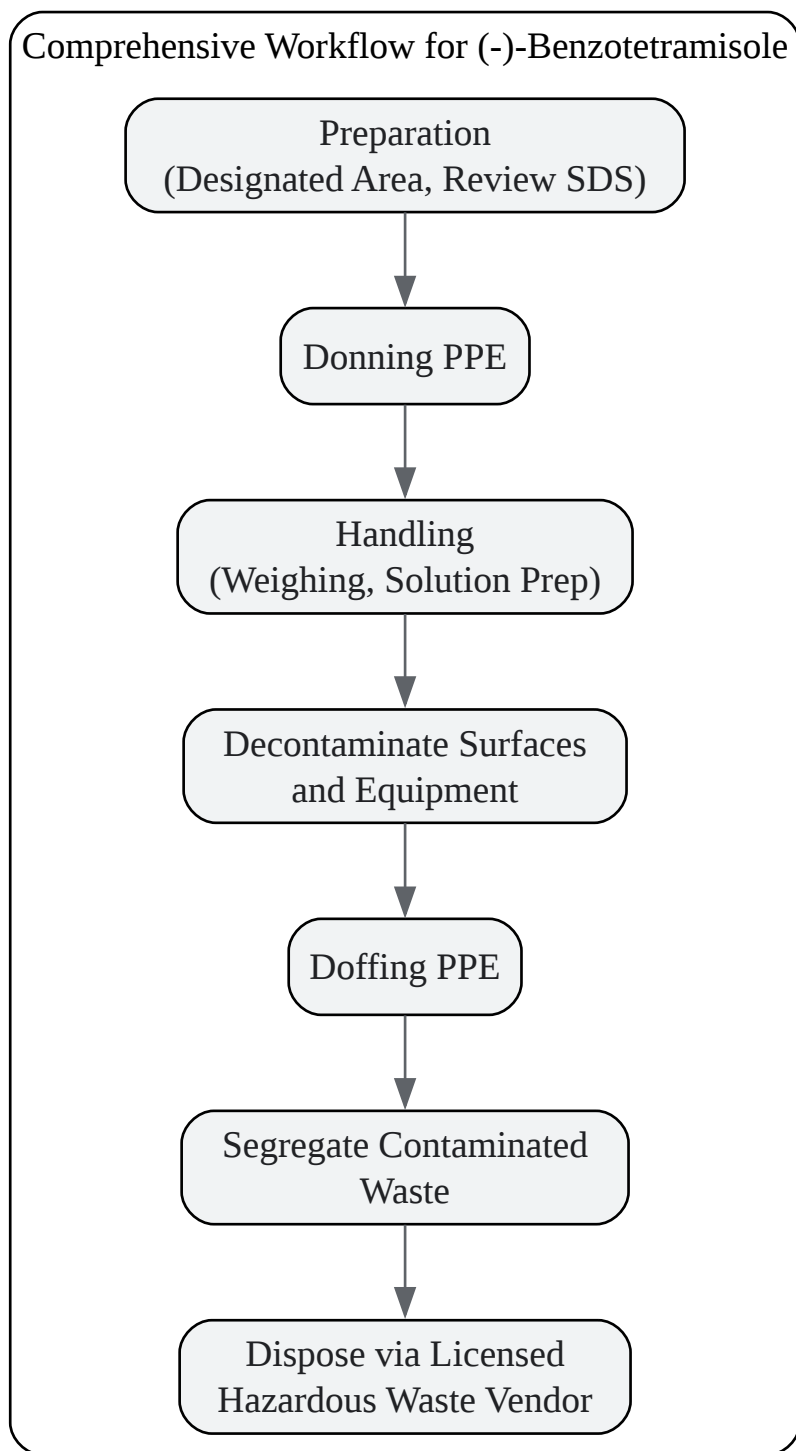 Comprehensive Workflow for (-)-Benzotetramisole
Preparation
(Designated Area, Review SDS)
Donning PPE
Handling
(Weighing, Solution Prep)
Decontaminate Surfaces
and Equipment
Doffing PPE
Segregate Contaminated
Waste
Dispose via Licensed
Hazardous Waste Vendor